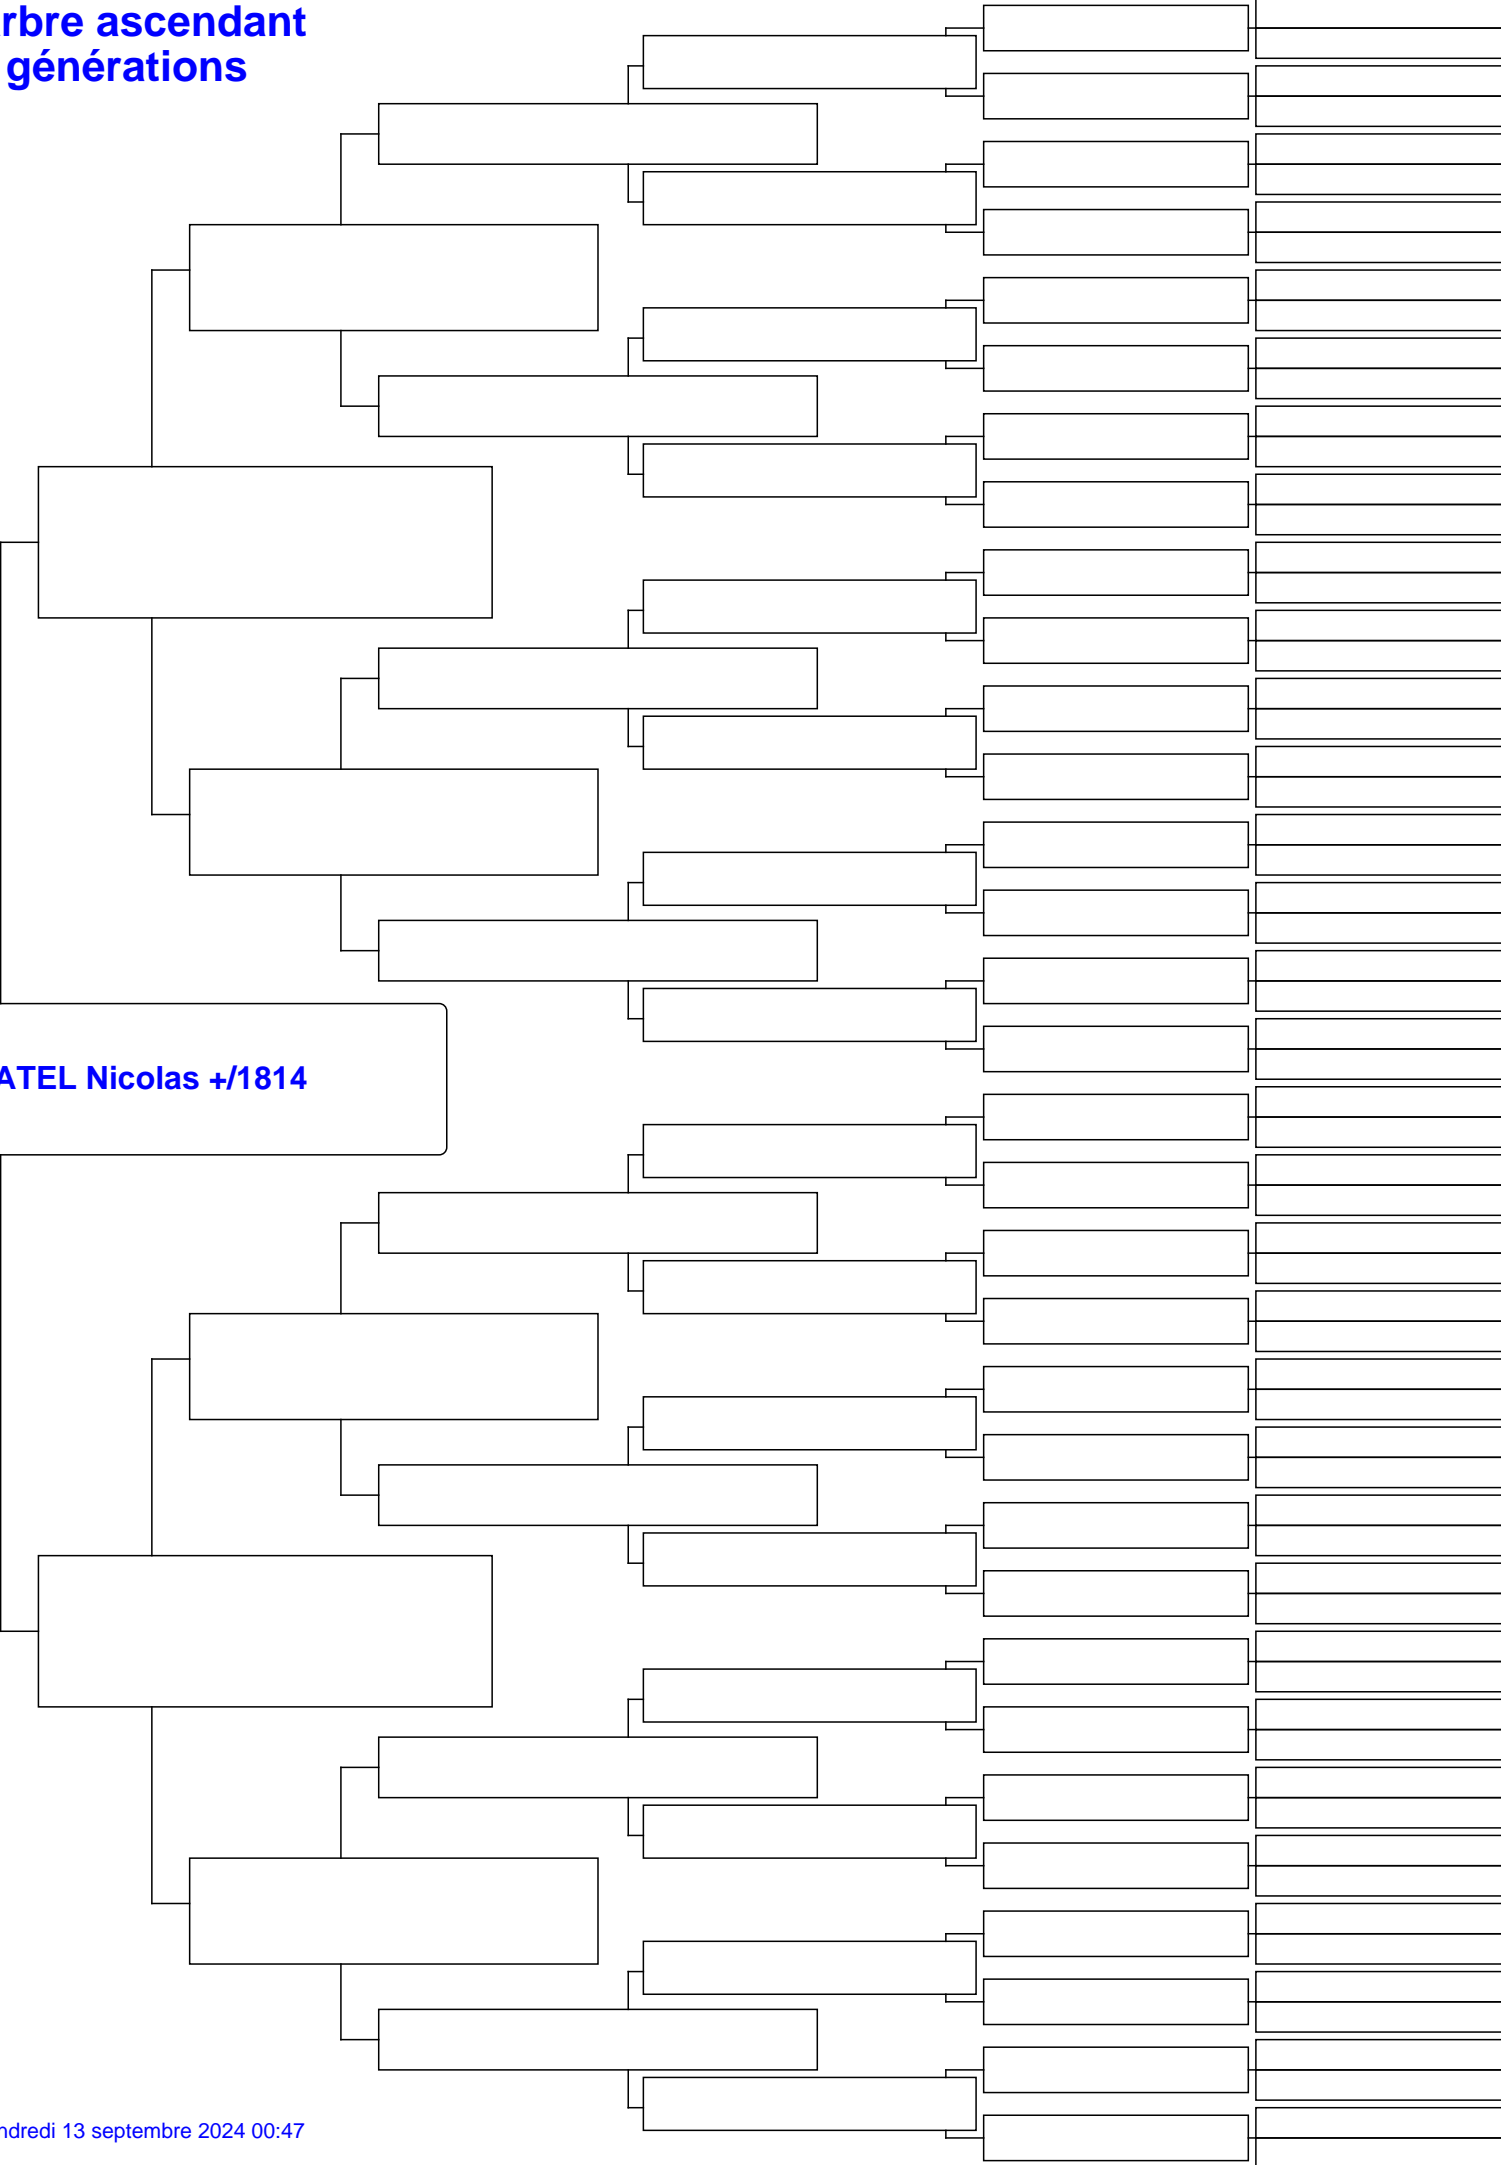 rbre ascendant
générations
ATEL Nicolas +/1814
ndredi 13 septembre 2024 00:47